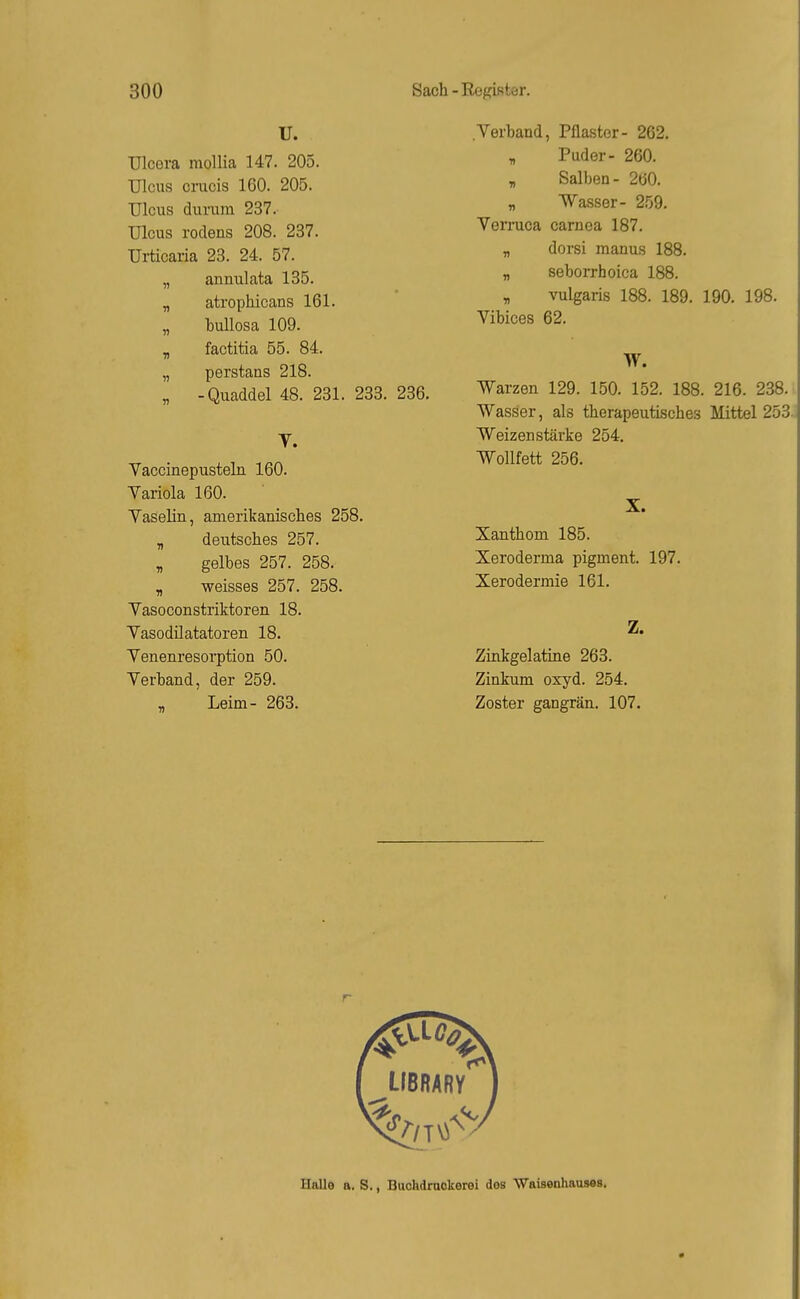 300 Sach-Register.
U.
Ulcera mollia 147. 205.
Ulcus crucis 160. 205.
Ulcus durum 237.
Ulcus rodens 208. 237.
Urticaria 23. 24. 57.
„ annulata 135.
„ atrophicans 161.
„ bullosa 109.
„ factitia 55. 84.
„ perstans 218.
„ -Quaddel 48. 231. 233. 236.
V.
Vaccinepusteln 160.
Variola 160.
Vaselin, amerikanisches 258.
„ deutsches 257.
„ gelbes 257. 258.
„ weisses 257. 258.
Vasoconstriktoren 18.
Vasodilatatoren 18.
Venenresorption 50.
Verband, der 259.
„ Leim- 263.
Verband, Pflaster- 262.
„ Puder- 260.
„ Salben- 260.
„ Wasser- 259.
Verruca carnea 187.
„ dorsi manus 188.
„ seborrhoica 188.
„ vulgaris 188. 189. 190. 198.
Vibices 62.
W.
Warzen 129. 150. 152. 188. 216. 238.
Wasser, als therapeutisches Mittel 253.
Weizenstärke 254.
Wollfett 256.
X.
Xanthom 185.
Xeroderma pigment. 197.
Xerodermie 161.
Z.
Zinkgelatine 263.
Zinkum oxyd. 254.
Zoster gangrän. 107.
LIBRARY
Halle a. S., Buchdruckerei des Waisenhauses.